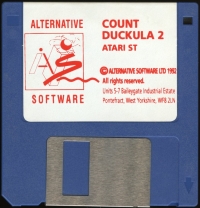 ALTERNATIVE
SOFTWARE
COUNT
DUCKULA 2
ATARI ST
© ALTERNATIVE SOFTWARE LTD 1992
All rights reserved.
Units 5-7 Baileygate Industrial Estate
Pontefract, West Yorkshire, WF8 2LN